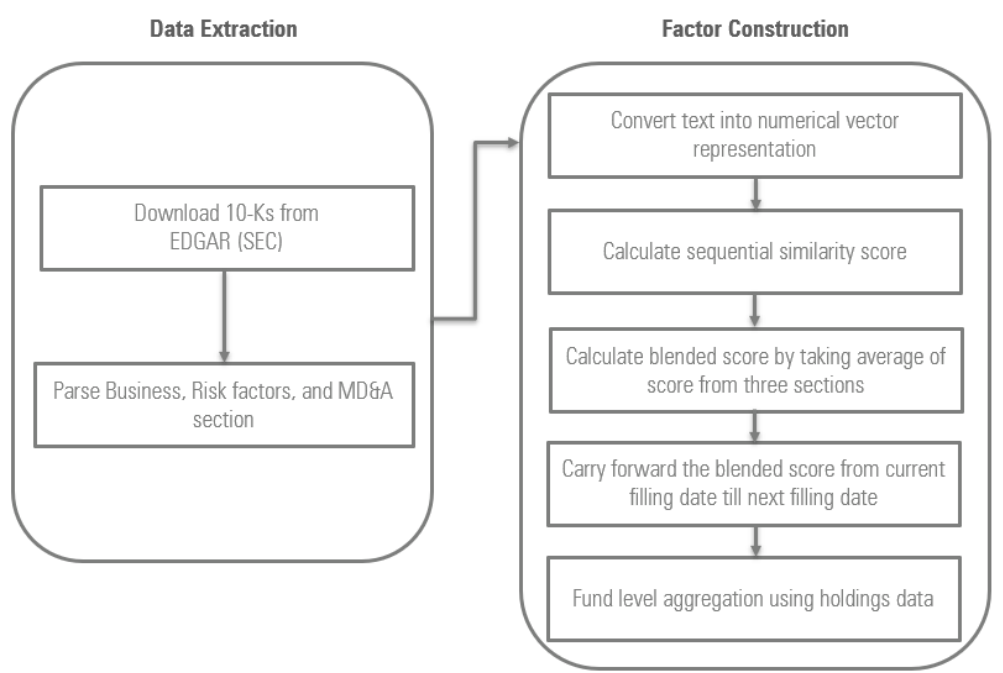 Data Extraction
Download 10-Ks from
EDGAR (SEC)
Parse Business, Risk factors, and MD&A
section
Factor Construction
Convert text into numerical vector
representation
Calculate sequential similarity score
Calculate blended score by taking average of
score from three sections
Carry forward the blended score from current
filling date till next filling date
Fund level aggregation using holdings data